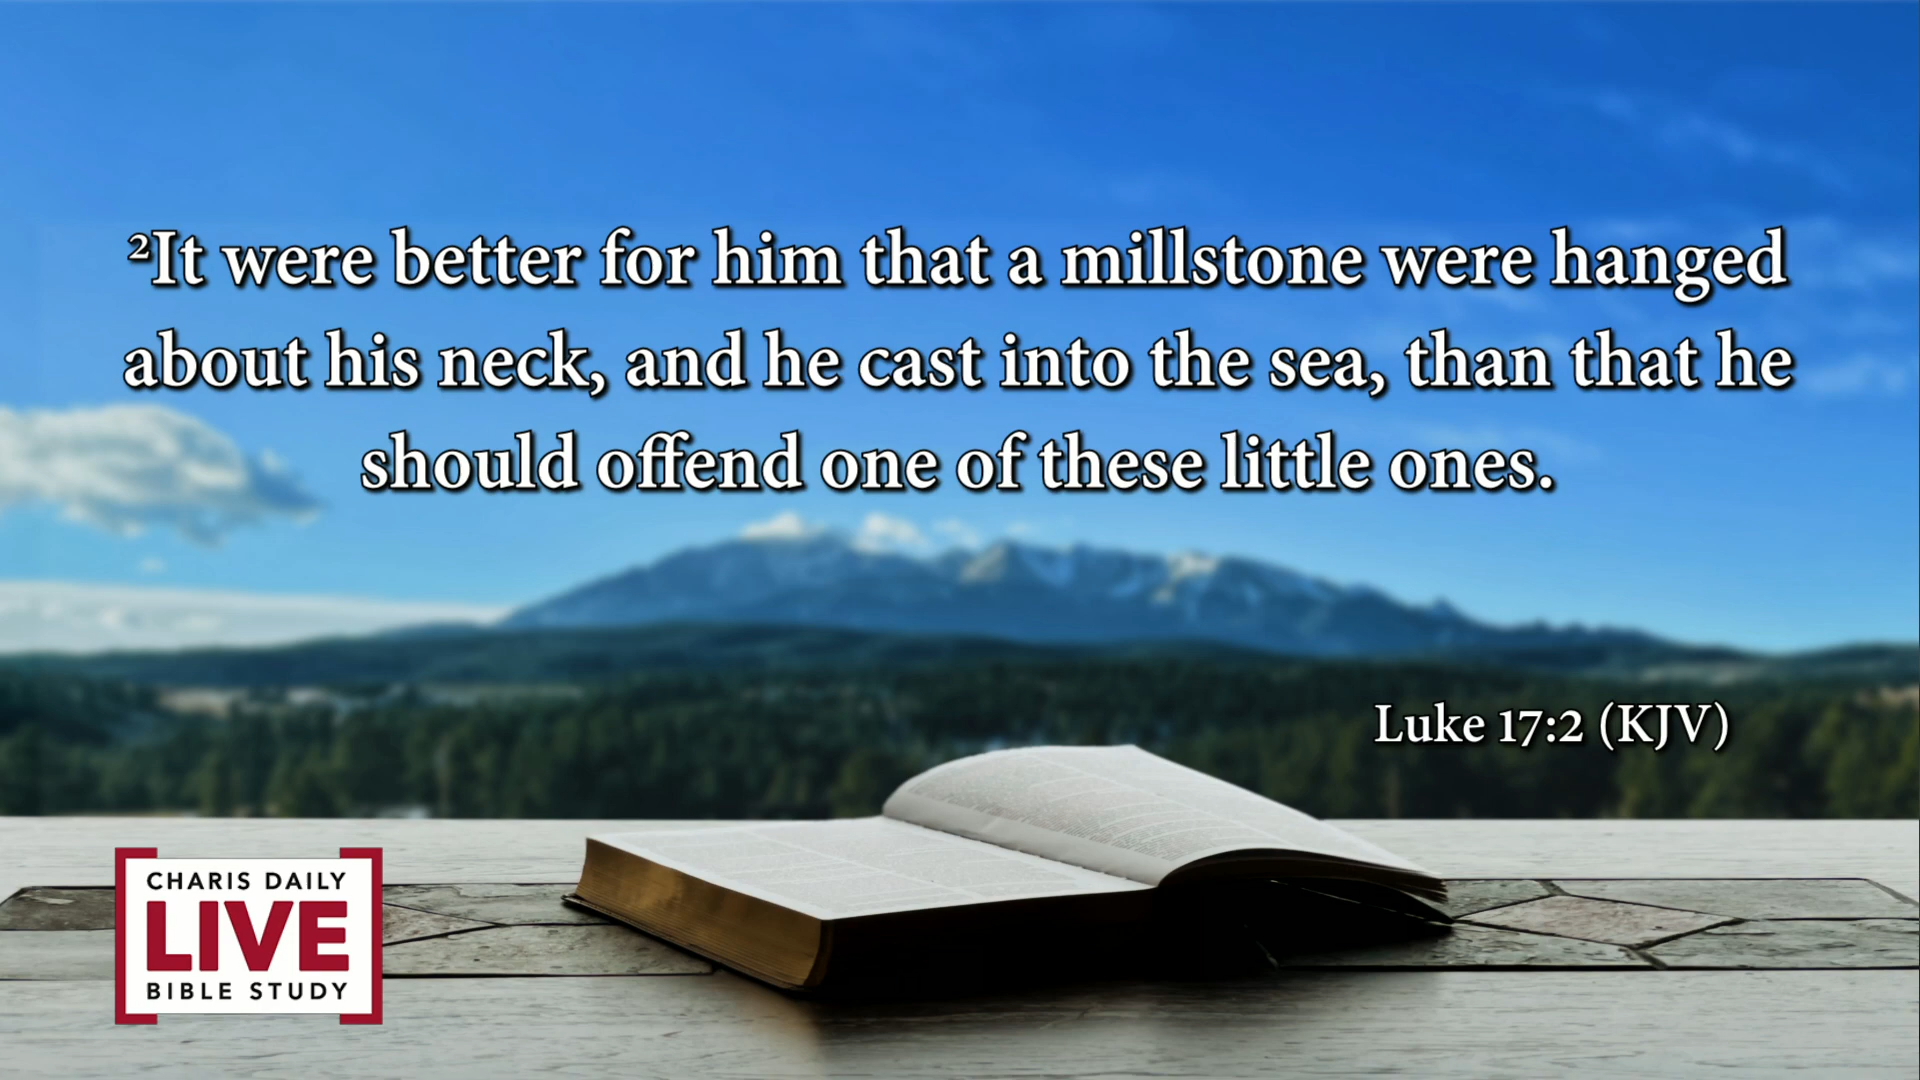 ²It were better for him that a millstone were hanged
about his neck, and he cast into the sea, than that he
should offend one of these little ones.
Luke 17:2 (KJV)
CHARIS DAILY
LIVE
BIBLE STUDY